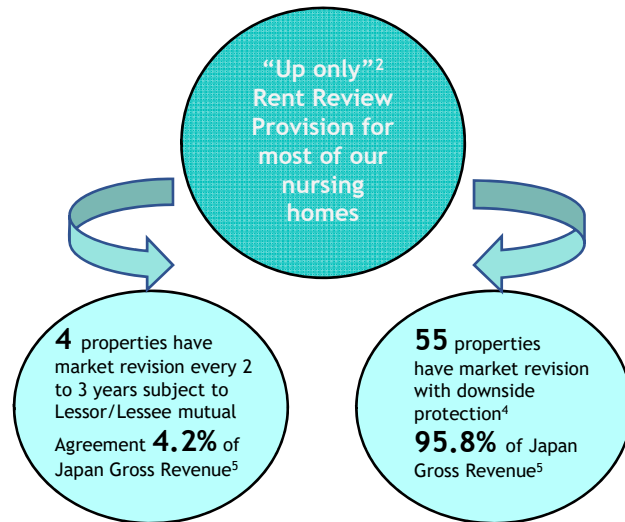 “Up only”²
Rent Review
Provision for
most of our
nursing
homes
4 properties have
market revision every 2
to 3 years subject to
Lessor/Lessee mutual
Agreement 4.2% of
Japan Gross Revenue⁵
55 properties
have market revision
with downside
protection⁴
95.8% of Japan
Gross Revenue⁵